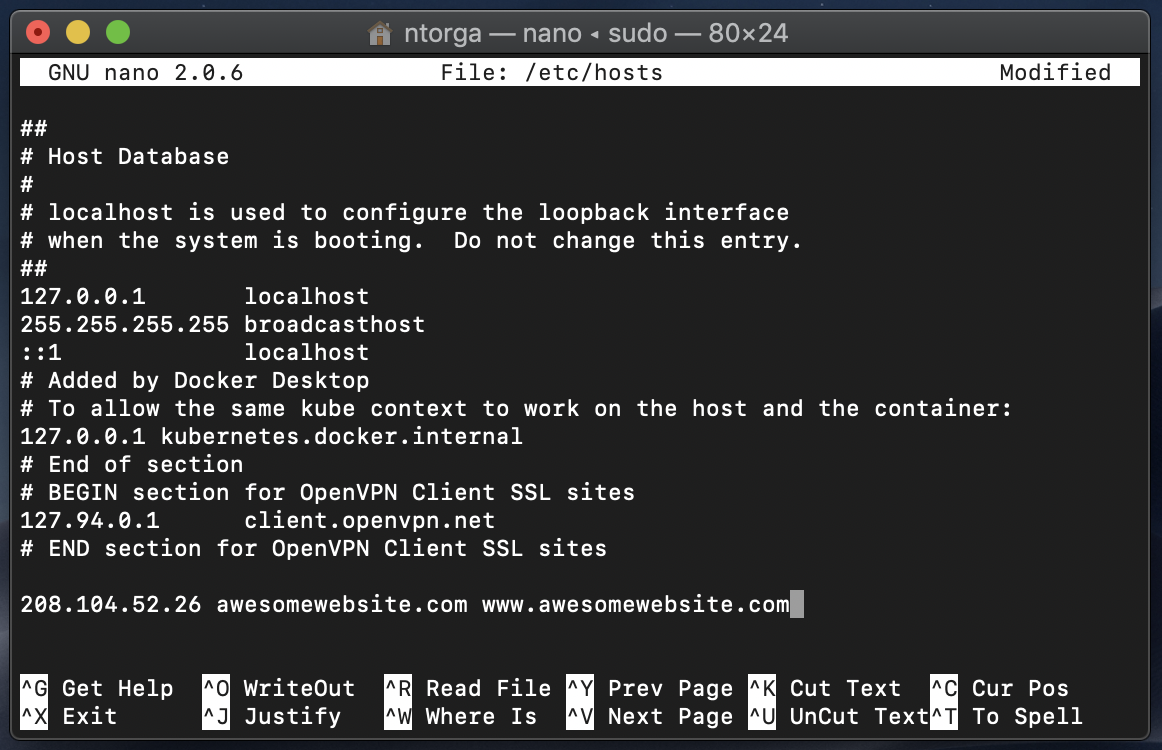 ntorga — nano ◂ sudo — 80×24
GNU nano 2.0.6 File: /etc/hosts Modified
##
# Host Database
#
# localhost is used to configure the loopback interface
# when the system is booting.  Do not change this entry.
##
127.0.0.1       localhost
255.255.255.255 broadcasthost
::1             localhost
# Added by Docker Desktop
# To allow the same kube context to work on the host and the container:
127.0.0.1 kubernetes.docker.internal
# End of section
# BEGIN section for OpenVPN Client SSL sites
127.94.0.1      client.openvpn.net
# END section for OpenVPN Client SSL sites
208.104.52.26 awesomewebsite.com www.awesomewebsite.com
^G Get Help  ^O WriteOut  ^R Read File ^Y Prev Page ^K Cut Text  ^C Cur Pos
^X Exit      ^J Justify   ^W Where Is  ^V Next Page ^U UnCut Text^T To Spell